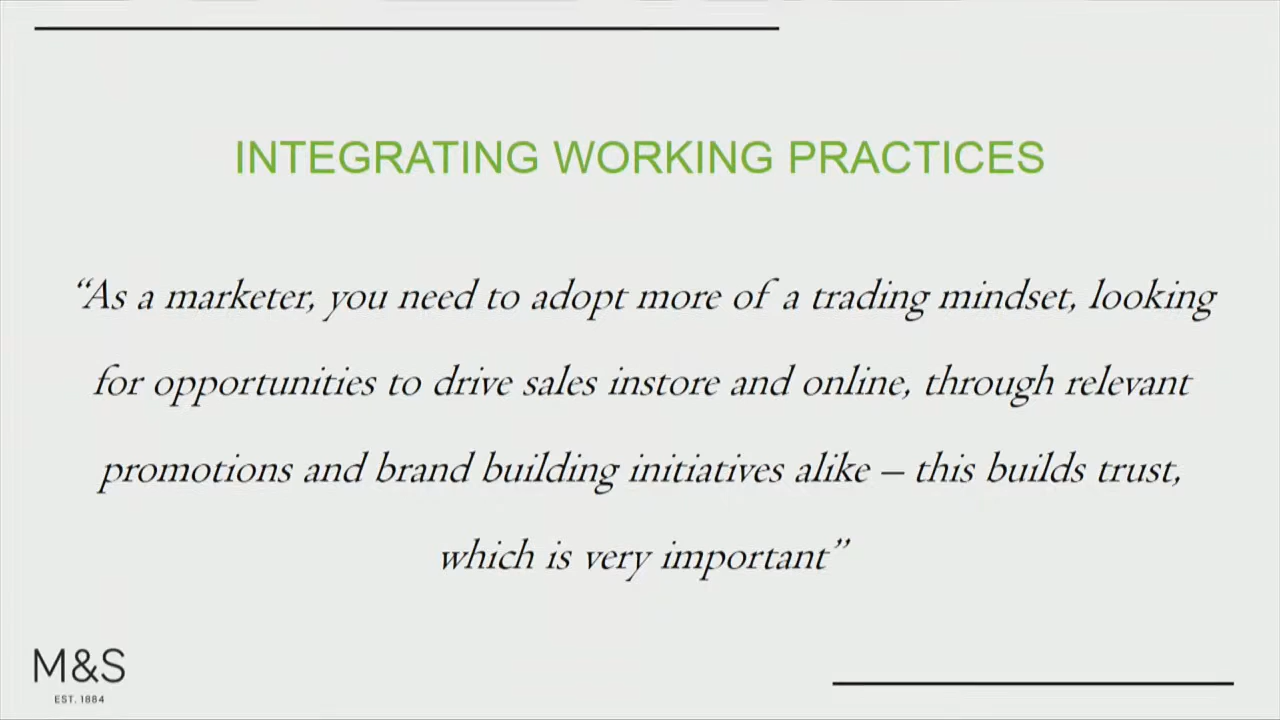 INTEGRATING WORKING PRACTICES
“As a marketer, you need to adopt more of a trading mindset, looking
for opportunities to drive sales instore and online, through relevant
promotions and brand building initiatives alike – this builds trust,
which is very important”
M&S
EST. 1884